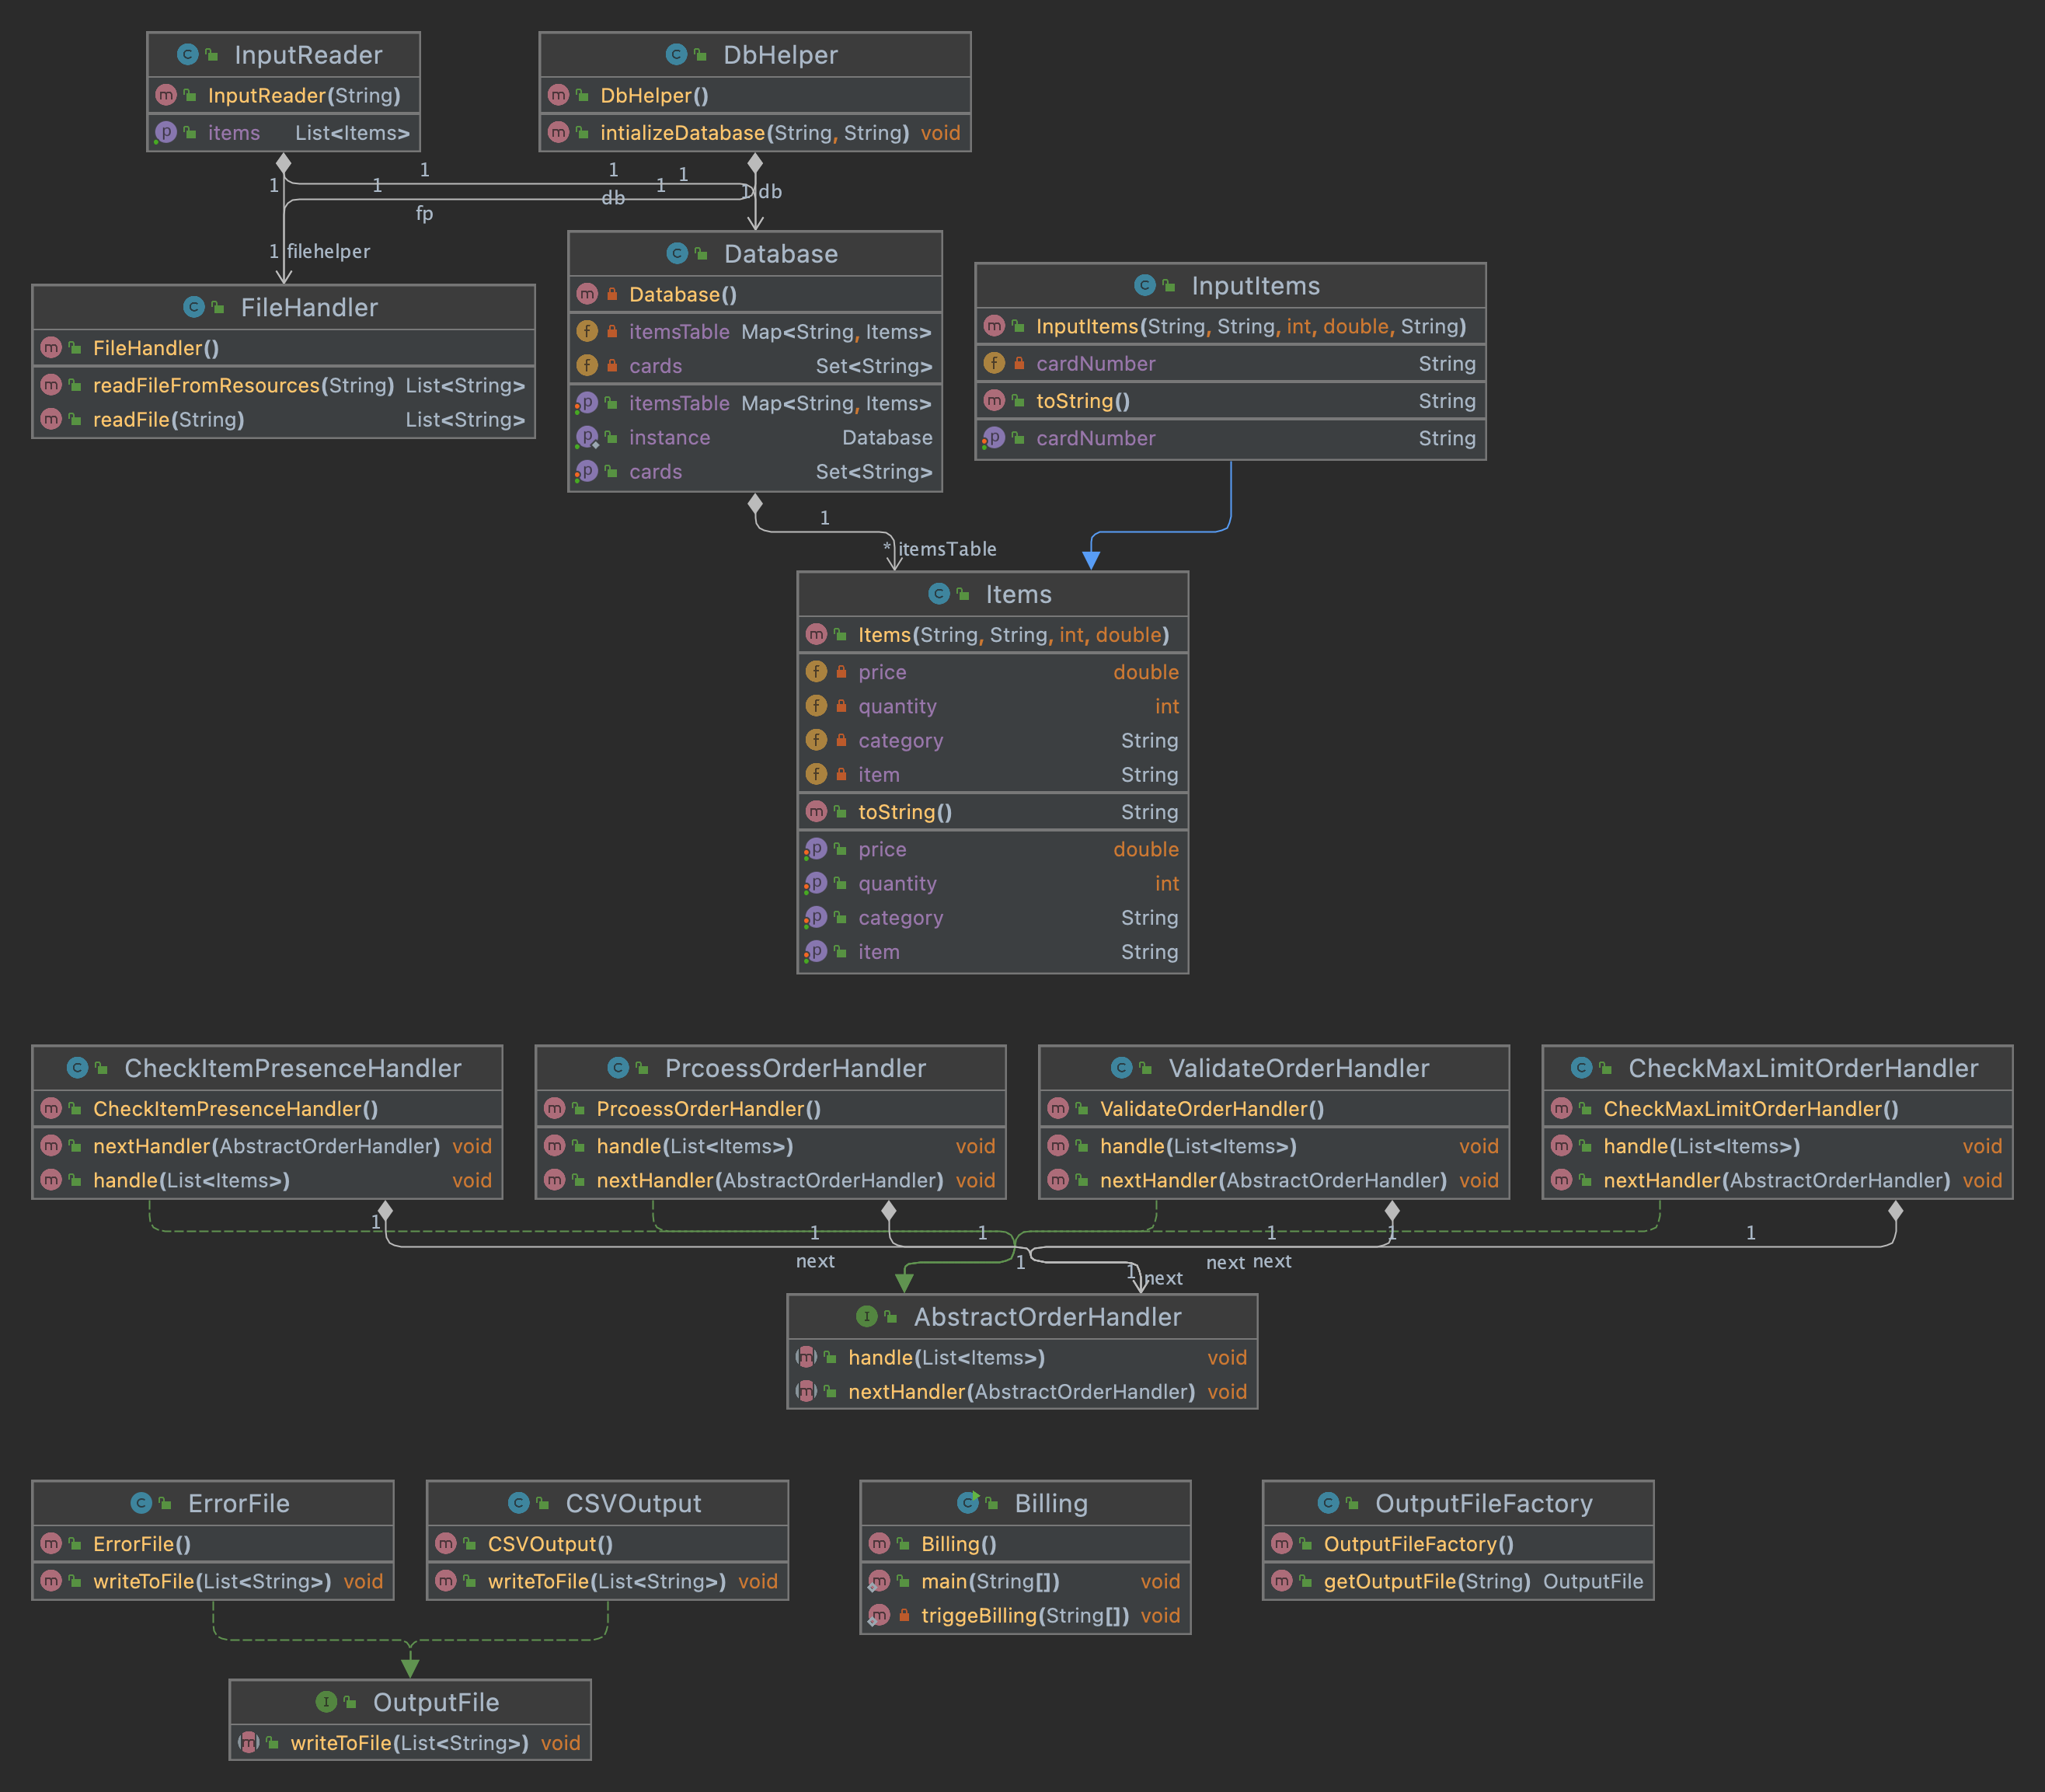 InputReader
InputReader(String)
items List<Items>
DbHelper
DbHelper()
intializeDatabase(String, String) void
1 1 1
1 1 1 1 db
db
fp
1 filehelper
FileHandler
FileHandler()
readFileFromResources(String) List<String>
readFile(String) List<String>
Database
Database()
itemsTable Map<String, Items>
cards Set<String>
itemsTable Map<String, Items>
instance Database
cards Set<String>
InputItems
InputItems(String, String, int, double, String)
cardNumber String
toString() String
cardNumber String
1
* itemsTable
Items
Items(String, String, int, double)
price double
quantity int
category String
item String
toString() String
price double
quantity int
category String
item String
CheckItemPresenceHandler
CheckItemPresenceHandler()
nextHandler(AbstractOrderHandler) void
handle(List<Items>) void
PrcoessOrderHandler
PrcoessOrderHandler()
handle(List<Items>) void
nextHandler(AbstractOrderHandler) void
ValidateOrderHandler
ValidateOrderHandler()
handle(List<Items>) void
nextHandler(AbstractOrderHandler) void
CheckMaxLimitOrderHandler
CheckMaxLimitOrderHandler()
handle(List<Items>) void
nextHandler(AbstractOrderHandler) void
1 1 1 1 1 1
next 1 next next
1 next
AbstractOrderHandler
handle(List<Items>) void
nextHandler(AbstractOrderHandler) void
ErrorFile
ErrorFile()
writeToFile(List<String>) void
CSVOutput
CSVOutput()
writeToFile(List<String>) void
Billing
Billing()
main(String[]) void
triggeBilling(String[]) void
OutputFileFactory
OutputFileFactory()
getOutputFile(String) OutputFile
OutputFile
writeToFile(List<String>) void